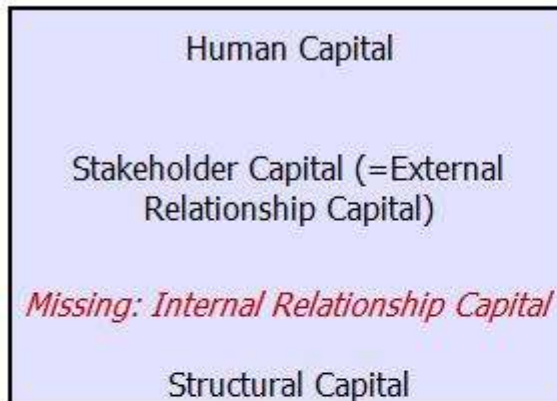 Human Capital
Stakeholder Capital (=External
Relationship Capital)
Missing: Internal Relationship Capital
Structural Capital